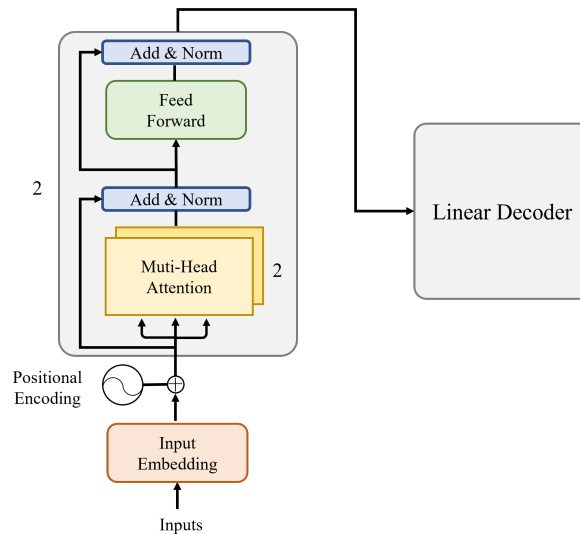 Add & Norm
Feed
Forward
2
Add & Norm
Muti-Head
Attention
2
Linear Decoder
Positional
Encoding
Input
Embedding
Inputs